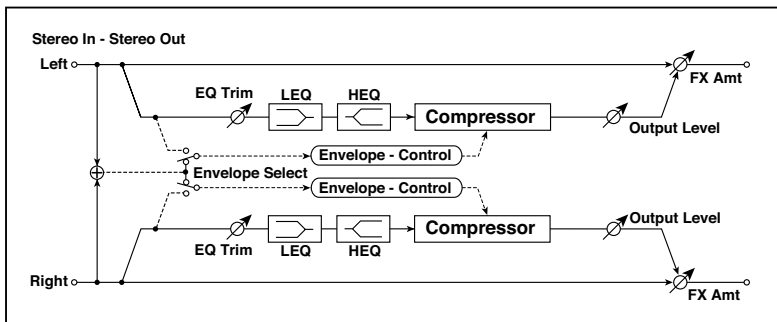 Stereo In - Stereo Out
Left
FX Amt
EQ Trim
LEQ
HEQ
Compressor
Output Level
Envelope - Control
Envelope Select
Envelope - Control
EQ Trim
LEQ
HEQ
Compressor
Output Level
Right
FX Amt